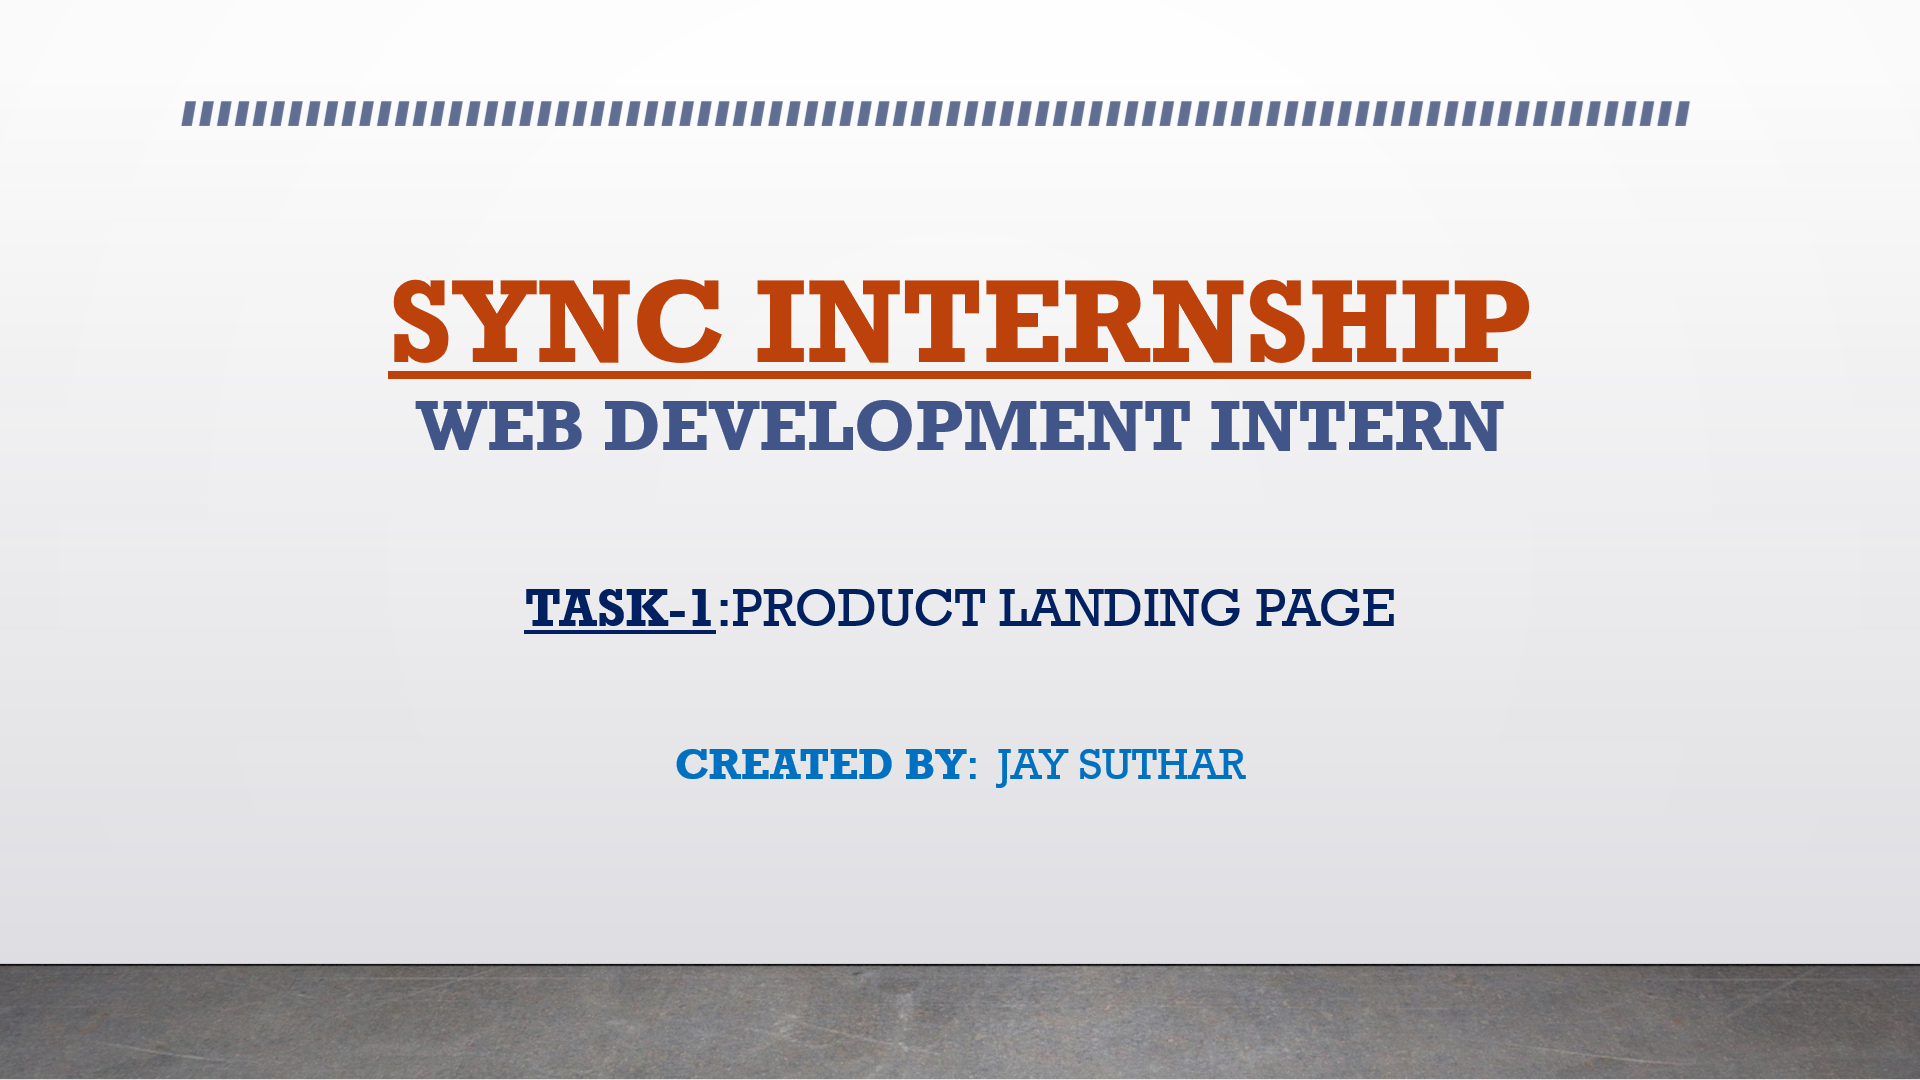 SYNC INTERNSHIP
WEB DEVELOPMENT INTERN
TASK-1:PRODUCT LANDING PAGE
CREATED BY: JAY SUTHAR